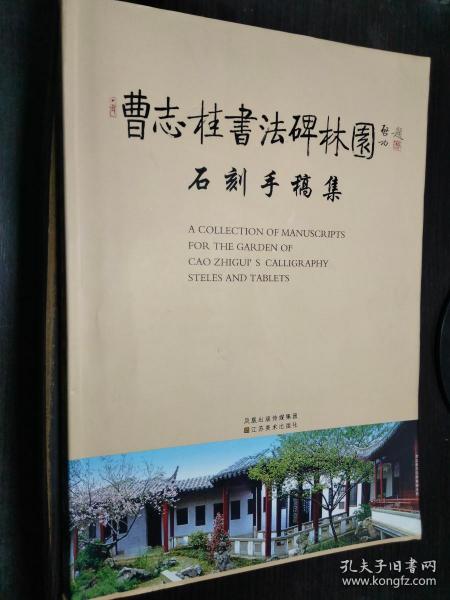 曹志桂書法碑林園
啓功
題
石刻手稿集
A COLLECTION OF MANUSCRIPTS
FOR THE GARDEN OF
CAO ZHIGUI' S CALLIGRAPHY
STELES AND TABLETS
凤凰出版传媒集团
江苏美术出版社
孔夫子旧书网
www.kongfz.com